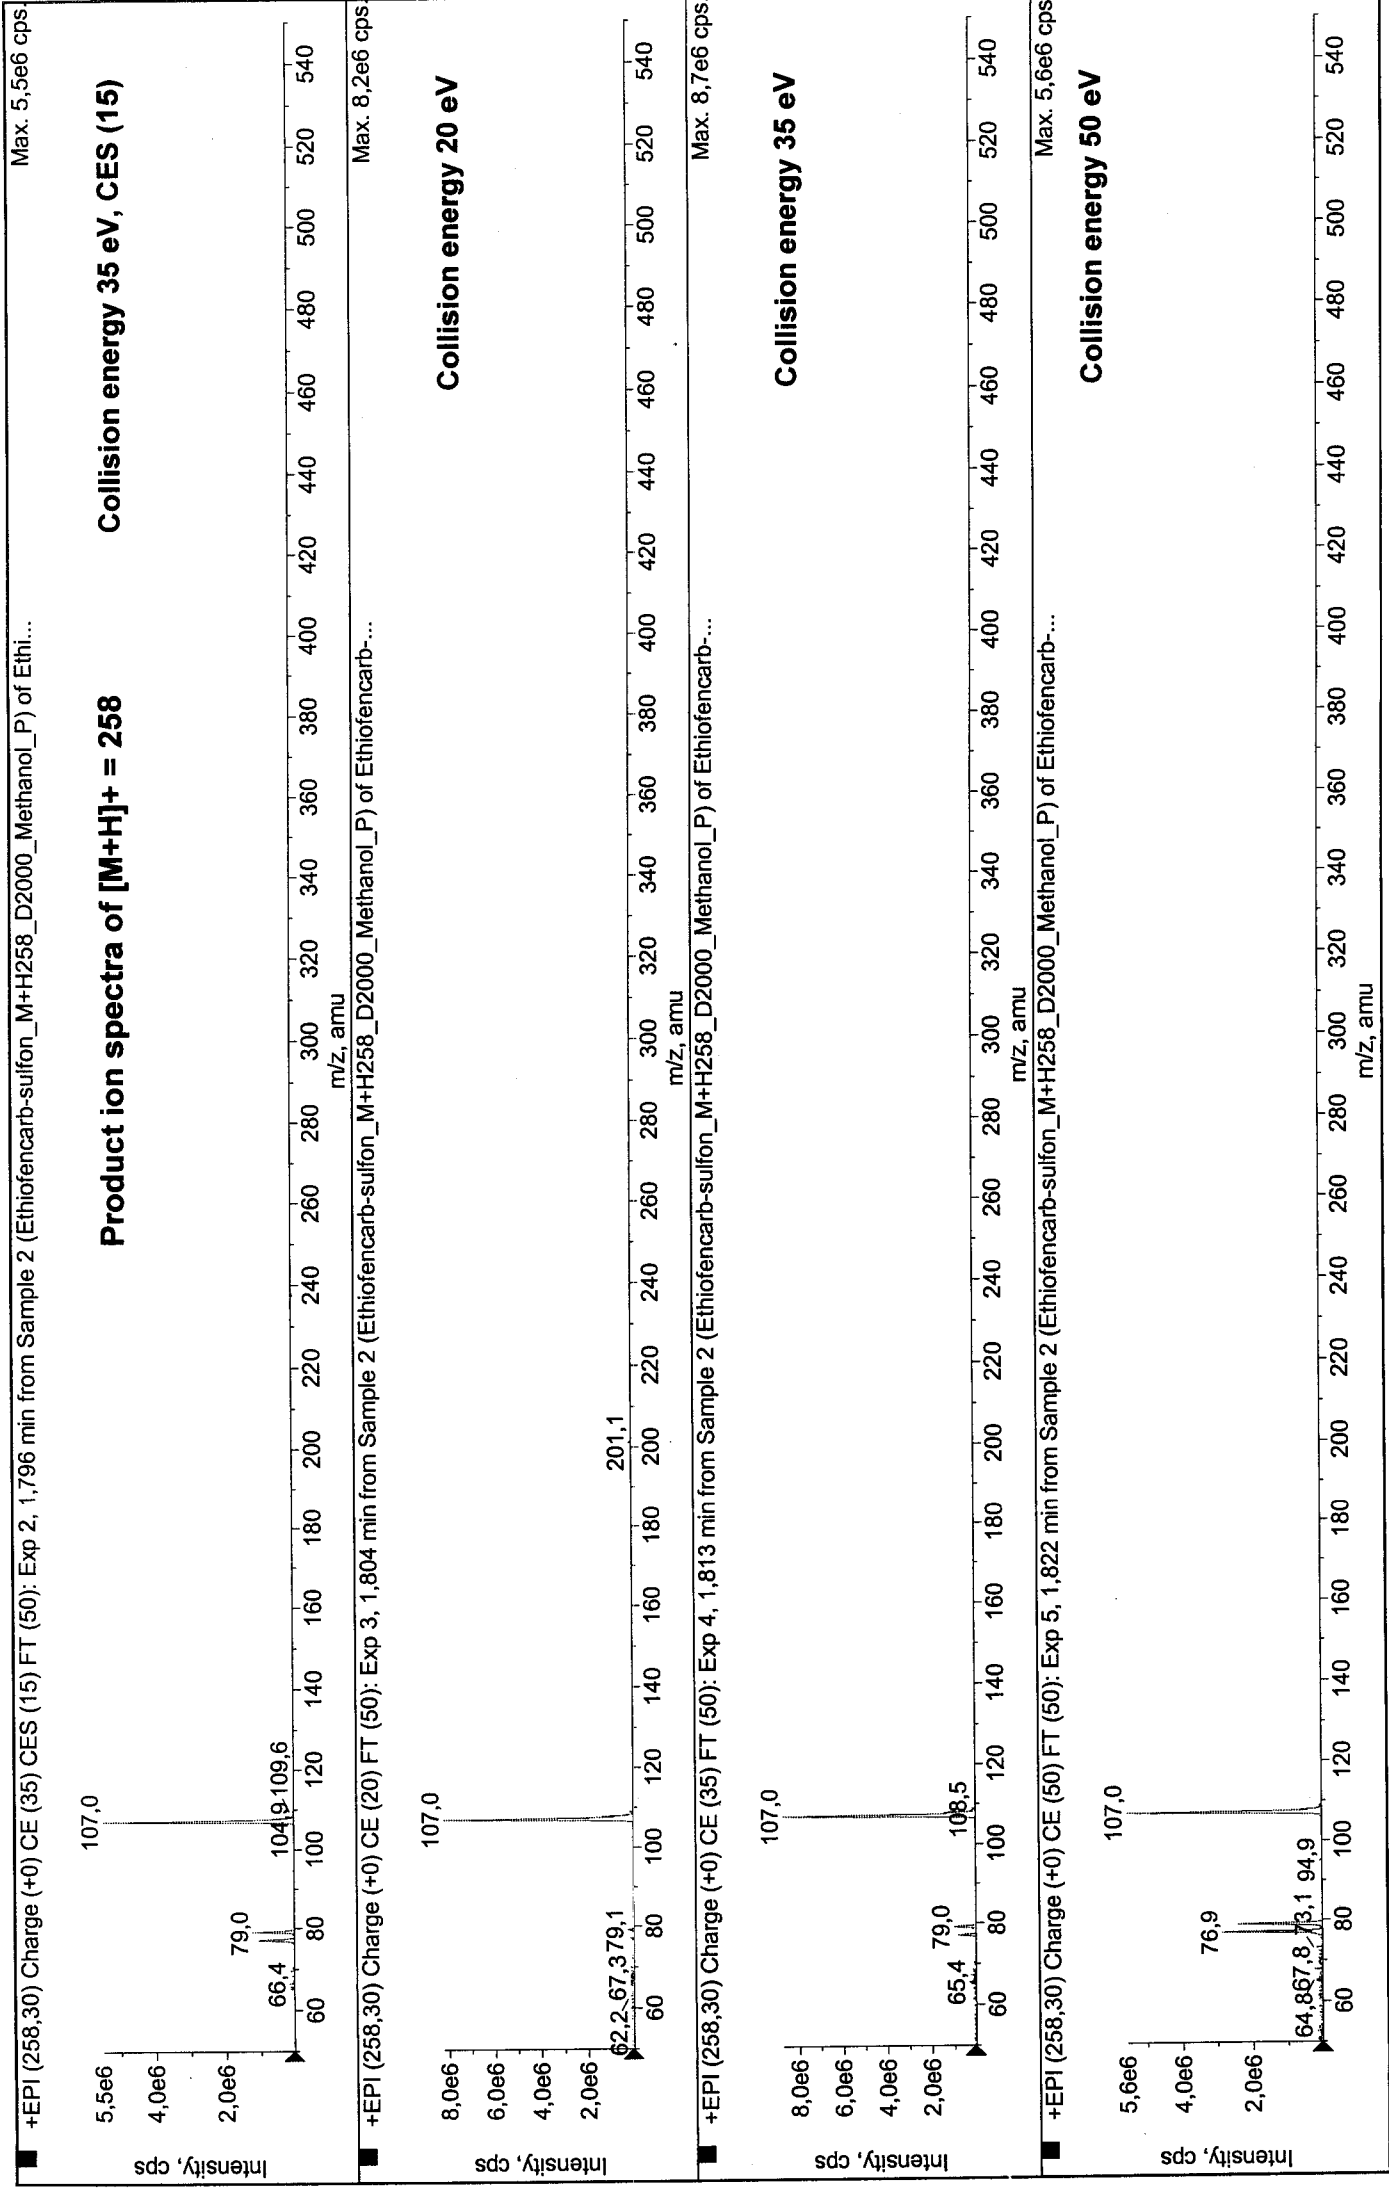 +EPI (258,30) Charge (+0) CE (35) CES (15) FT (50): Exp 2, 1,796 min from Sample 2 (Ethiofencarb-sulfon_M+H258_D2000_Methanol_P) of Ethi... Max. 5,5e6 cps.
Product ion spectra of [M+H]+ = 258
Collision energy 35 eV, CES (15)
Intensity, cps
5,5e6
4,0e6
2,0e6
66,4
79,0
107,0
104,9
109,6
60 80 100 120 140 160 180 200 220 240 260 280 300 320 340 360 380 400 420 440 460 480 500 520 540
m/z, amu
+EPI (258,30) Charge (+0) CE (20) FT (50): Exp 3, 1,804 min from Sample 2 (Ethiofencarb-sulfon_M+H258_D2000_Methanol_P) of Ethiofencarb-... Max. 8,2e6 cps.
Collision energy 20 eV
Intensity, cps
8,0e6
6,0e6
4,0e6
2,0e6
62,2
67,3
79,1
107,0
201,1
60 80 100 120 140 160 180 200 220 240 260 280 300 320 340 360 380 400 420 440 460 480 500 520 540
m/z, amu
+EPI (258,30) Charge (+0) CE (35) FT (50): Exp 4, 1,813 min from Sample 2 (Ethiofencarb-sulfon_M+H258_D2000_Methanol_P) of Ethiofencarb-... Max. 8,7e6 cps.
Collision energy 35 eV
Intensity, cps
8,0e6
6,0e6
4,0e6
2,0e6
65,4
79,0
107,0
108,5
60 80 100 120 140 160 180 200 220 240 260 280 300 320 340 360 380 400 420 440 460 480 500 520 540
m/z, amu
+EPI (258,30) Charge (+0) CE (50) FT (50): Exp 5, 1,822 min from Sample 2 (Ethiofencarb-sulfon_M+H258_D2000_Methanol_P) of Ethiofencarb-... Max. 5,6e6 cps.
Collision energy 50 eV
Intensity, cps
5,6e6
4,0e6
2,0e6
64,8
67,8
73,1
76,9
94,9
107,0
60 80 100 120 140 160 180 200 220 240 260 280 300 320 340 360 380 400 420 440 460 480 500 520 540
m/z, amu